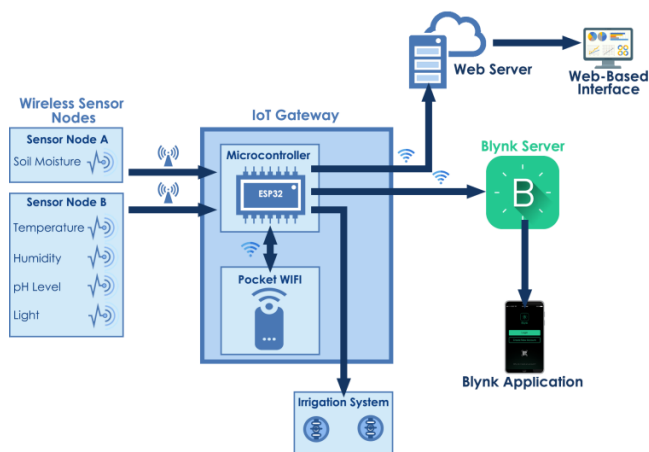 Web Server
Web-Based
Interface
Wireless Sensor
Nodes
IoT Gateway
Sensor Node A
Soil Moisture
Microcontroller
ESP32
Blynk Server
B
Sensor Node B
Temperature
Humidity
pH Level
Light
Pocket WIFI
Blynk Application
Irrigation System